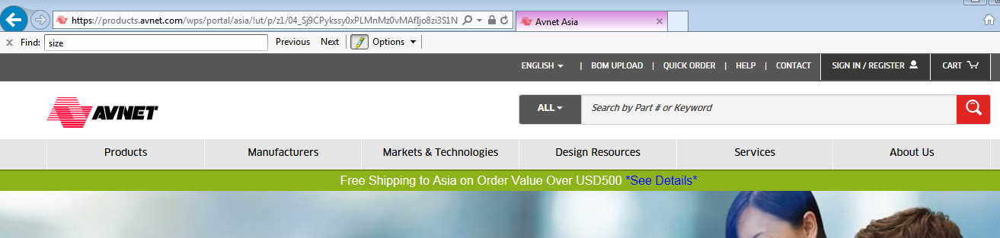 https://products.avnet.com/wps/portal/asia/!ut/p/z1/04_Sj9CPykssy0xPLMnMz0vMAfIjo8zi3S1N
Avnet Asia
x Find: size Previous Next Options
ENGLISH | BOM UPLOAD | QUICK ORDER | HELP | CONTACT SIGN IN / REGISTER CART
AVNET
ALL Search by Part # or Keyword
Products Manufacturers Markets & Technologies Design Resources Services About Us
Free Shipping to Asia on Order Value Over USD500 *See Details*